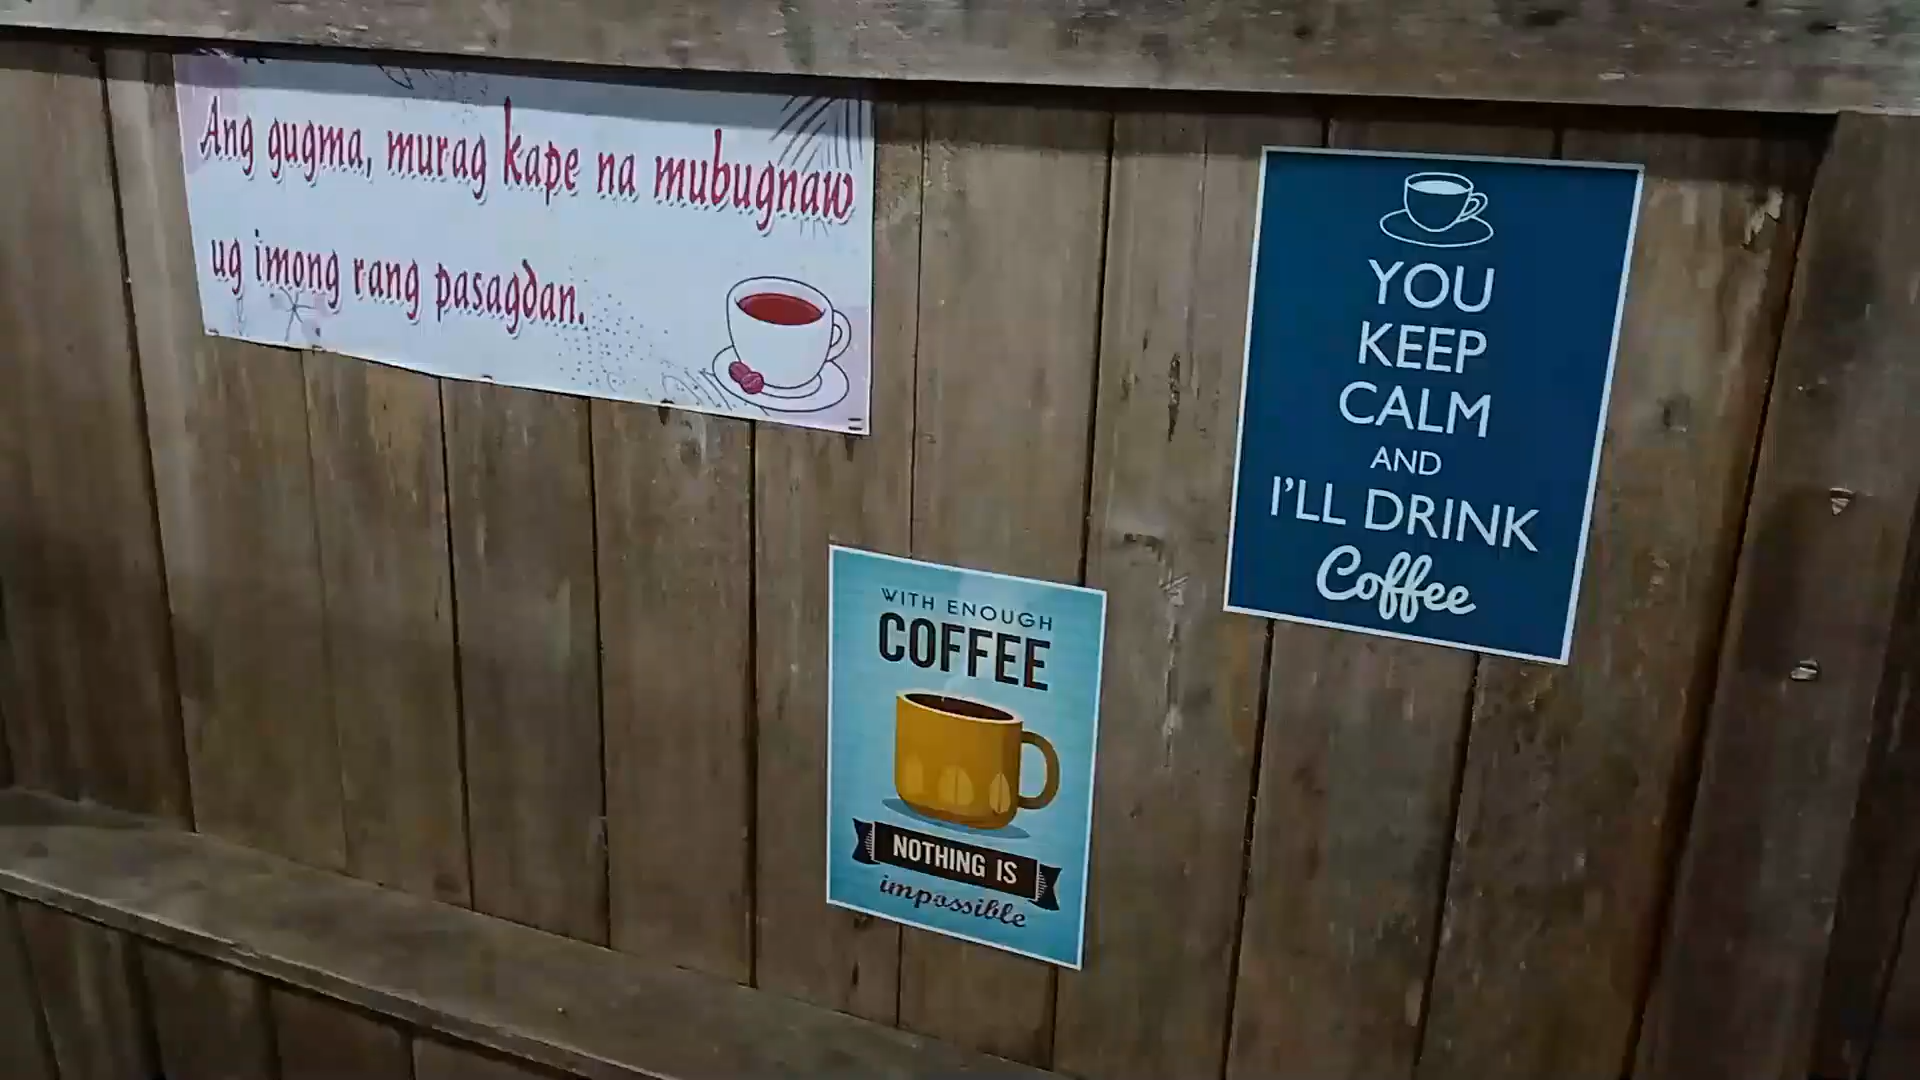 Ang gugma, murag kape na mubugnaw
ug imong rang pasagdan.
YOU
KEEP
CALM
AND
I'LL DRINK
Coffee
WITH ENOUGH
COFFEE
NOTHING IS
impossible